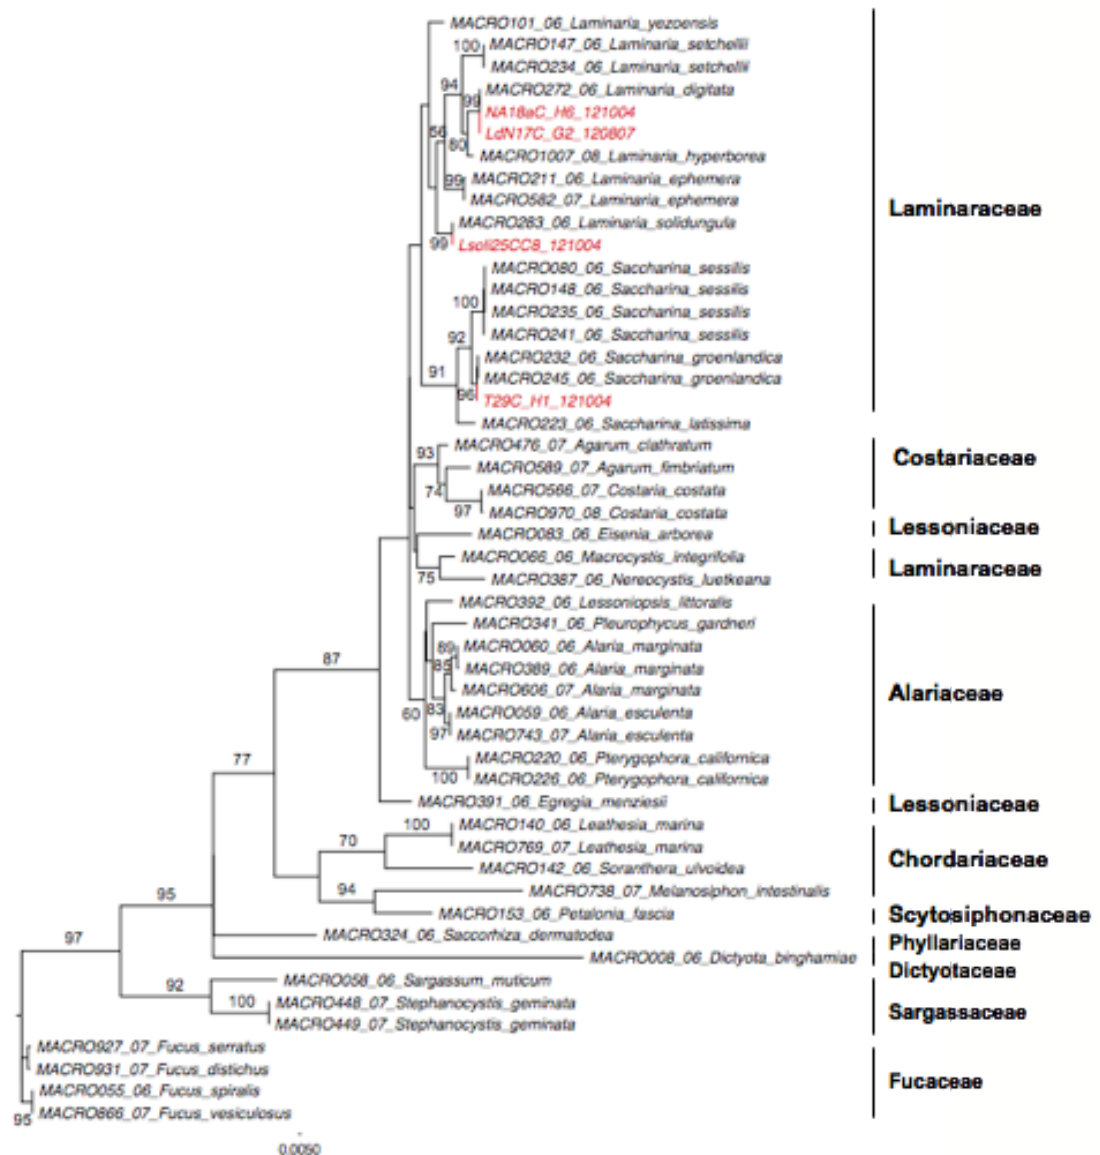 MACRO101_06_Laminaria_yezoensis
100 MACRO147_06_Laminaria_setchellii
MACRO234_06_Laminaria_setchellii
94 MACRO272_06_Laminaria_digitata
99 NA18aC_H6_121004
56 LdN17C_G2_120807
80 MACRO1007_08_Laminaria_hyperborea
99 MACRO211_06_Laminaria_ephemera
MACRO582_07_Laminaria_ephemera
Laminaraceae
MACRO283_06_Laminaria_solidungula
99 Lsoli25CC8_121004
MACRO080_06_Saccharina_sessilis
MACRO148_06_Saccharina_sessilis
100 MACRO235_06_Saccharina_sessilis
92 MACRO241_06_Saccharina_sessilis
MACRO232_06_Saccharina_groenlandica
91 MACRO245_06_Saccharina_groenlandica
96 T29C_H1_121004
MACRO223_06_Saccharina_latissima
93 MACRO476_07_Agarum_clathratum
Costariaceae
MACRO589_07_Agarum_fimbriatum
74 MACRO566_07_Costaria_costata
97 MACRO970_08_Costaria_costata
MACRO083_06_Eisenia_arborea
Lessoniaceae
MACRO066_06_Macrocystis_integrifolia
Laminaraceae
75 MACRO387_06_Nereocystis_luetkeana
MACRO392_06_Lessoniopsis_littoralis
MACRO341_06_Pleurophycus_gardneri
89 MACRO060_06_Alaria_marginata
85 MACRO389_06_Alaria_marginata
87
MACRO606_07_Alaria_marginata
Alariaceae
60 83 MACRO059_06_Alaria_esculenta
97 MACRO743_07_Alaria_esculenta
77 MACRO220_06_Pterygophora_californica
100 MACRO226_06_Pterygophora_californica
MACRO391_06_Egregia_menziesii
Lessoniaceae
100 MACRO140_06_Leathesia_marina
70 MACRO769_07_Leathesia_marina
Chordariaceae
MACRO142_06_Soranthera_ulvoidea
95 94 MACRO738_07_Melanosiphon_intestinalis
MACRO153_06_Petalonia_fascia
Scytosiphonaceae
97 MACRO324_06_Saccorhiza_dermatodea
Phyllariaceae
MACRO008_06_Dictyota_binghamiae
Dictyotaceae
92 MACRO058_06_Sargassum_muticum
100 MACRO448_07_Stephanocystis_geminata
Sargassaceae
MACRO449_07_Stephanocystis_geminata
MACRO927_07_Fucus_serratus
MACRO931_07_Fucus_distichus
Fucaceae
MACRO055_06_Fucus_spiralis
95 MACRO866_07_Fucus_vesiculosus
0.0050